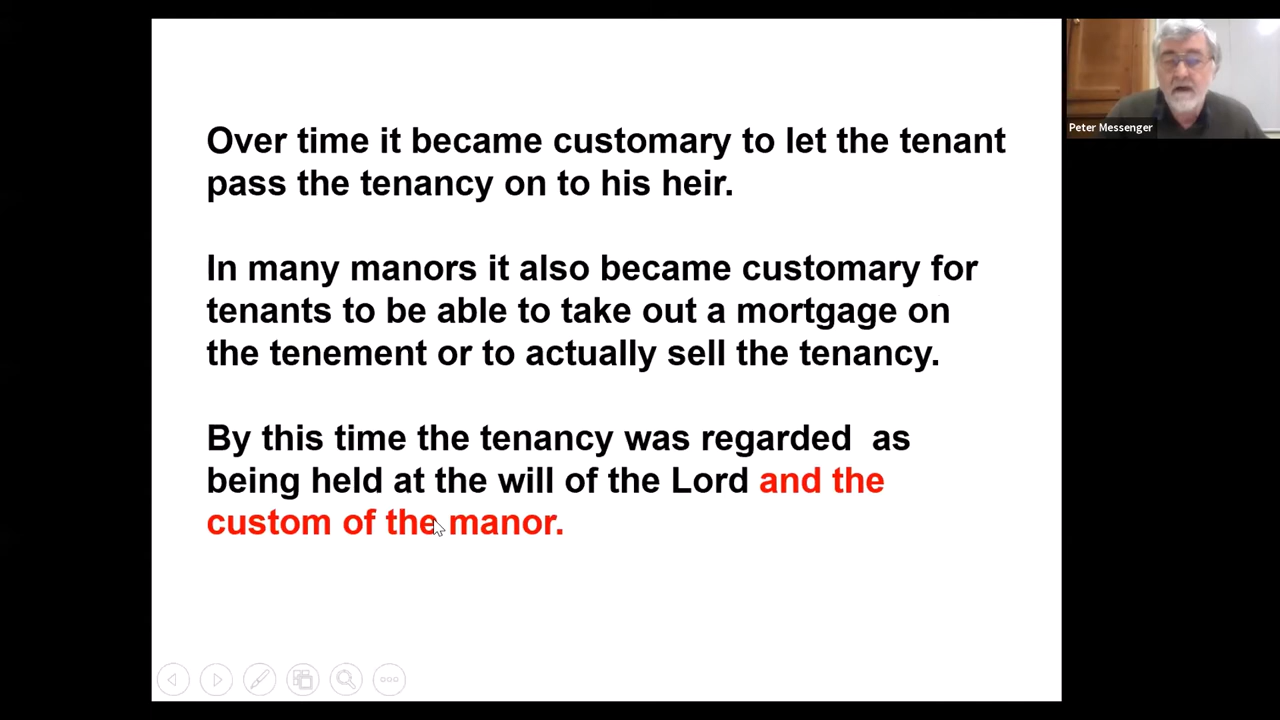 Over time it became customary to let the tenant
pass the tenancy on to his heir.
In many manors it also became customary for
tenants to be able to take out a mortgage on
the tenement or to actually sell the tenancy.
By this time the tenancy was regarded  as
being held at the will of the Lord and the
custom of the manor.
Peter Messenger